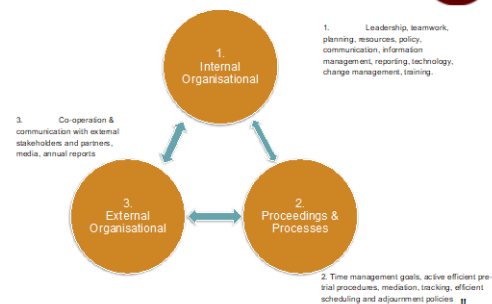 1. Leadership, teamwork,
planning, resources, policy,
communication, information
management, reporting, technology,
change management, training.
1.
Internal
Organisational
3. Co-operation &
communication with external
stakeholders and partners,
media, annual reports
3.
External
Organisational
2.
Proceedings &
Processes
2. Time management goals, active efficient pre-
trial procedures, mediation, tracking, efficient
scheduling and adjournment policies